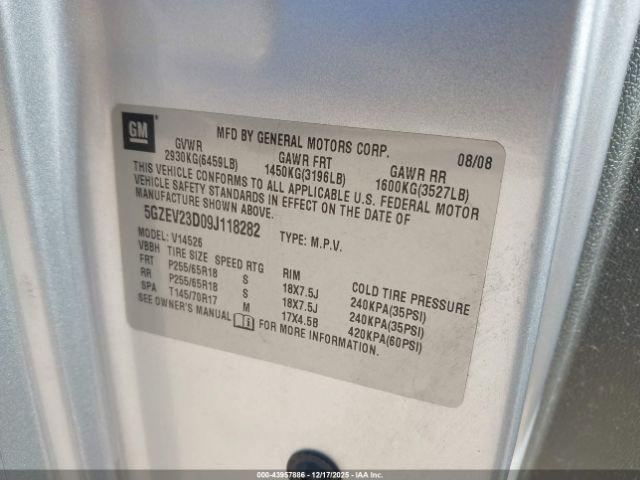 GM
MFD BY GENERAL MOTORS CORP. 08/08
GVWR GAWR FRT GAWR RR
2930KG(6459LB) 1450KG(3196LB) 1600KG(3527LB)
THIS VEHICLE CONFORMS TO ALL APPLICABLE U.S. FEDERAL MOTOR
VEHICLE SAFETY STANDARDS IN EFFECT ON THE DATE OF
MANUFACTURE SHOWN ABOVE.
5GZEV23D09J118282 TYPE: M.P.V.
MODEL: V14526
VBBH TIRE SIZE SPEED RTG RIM COLD TIRE PRESSURE
FRT P255/65R18 S 18X7.5J 240KPA(35PSI)
RR P255/65R18 S 18X7.5J 240KPA(35PSI)
SPA T145/70R17 M 17X4.5B 420KPA(60PSI)
SEE OWNER'S MANUAL FOR MORE INFORMATION.
000-43957886 | 12/17/2025 | IAA Inc.